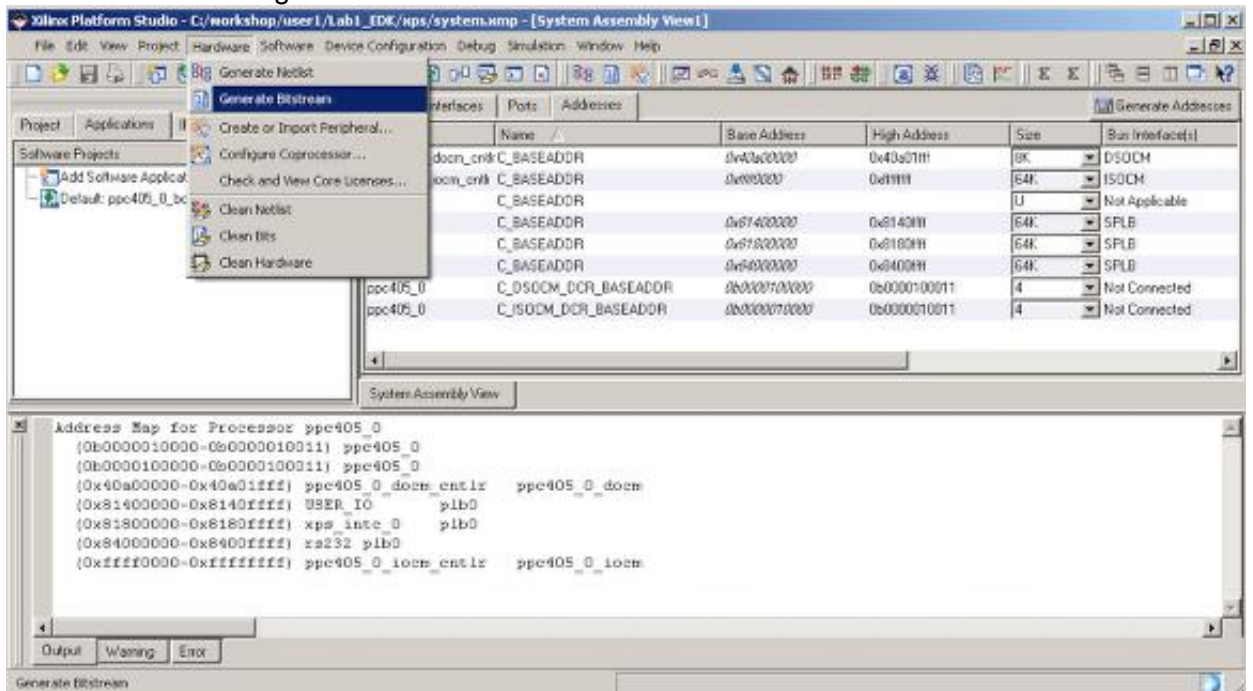 Xilinx Platform Studio - C:/workshop/user1/Lab1_EDK/xps/system.xmp - [System Assembly View1]
File Edit View Project Hardware Software Device Configuration Debug Simulation Window Help
Generate Netlist
Generate Bitstream
Create or Import Peripheral...
Configure Coprocessor...
Check and View Core Licenses...
Clean Netlist
Clean Bits
Clean Hardware
Project Applications
Software Projects
Add Software Applicat
Default: ppc405_0_bo
nterfaces Ports Addresses Generate Addresses
Name Base Address High Address Size Bus Interface(s)
docm_cntlr C_BASEADDR 0x40a00000 0x40a01fff 8K DSOCM
iocm_cntlr C_BASEADDR 0xffff0000 0xffffffff 64K ISOCM
C_BASEADDR U Not Applicable
C_BASEADDR 0x81400000 0x8140ffff 64K SPLB
C_BASEADDR 0x81800000 0x8180ffff 64K SPLB
C_BASEADDR 0x84000000 0x8400ffff 64K SPLB
ppc405_0 C_DSOCM_DCR_BASEADDR 0b0000100000 0b0000100011 4 Not Connected
ppc405_0 C_ISOCM_DCR_BASEADDR 0b0000010000 0b0000010011 4 Not Connected
System Assembly View
Address Map for Processor ppc405_0
(0b0000010000-0b0000010011) ppc405_0
(0b0000100000-0b0000100011) ppc405_0
(0x40a00000-0x40a01fff) ppc405_0_docm_cntlr ppc405_0_docm
(0x81400000-0x8140ffff) USER_IO plb0
(0x81800000-0x8180ffff) xps_intc_0 plb0
(0x84000000-0x8400ffff) rs232 plb0
(0xffff0000-0xffffffff) ppc405_0_iocm_cntlr ppc405_0_iocm
Output Warning Error
Generate Bitstream